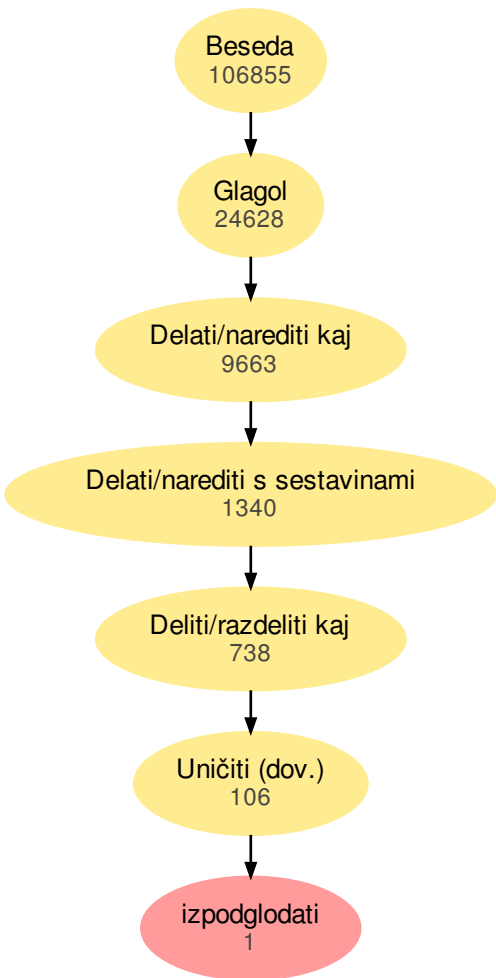 Beseda
106855
Glagol
24628
Delati/narediti kaj
9663
Delati/narediti s sestavinami
1340
Deliti/razdeliti kaj
738
Uničiti (dov.)
106
izpodglodati
1